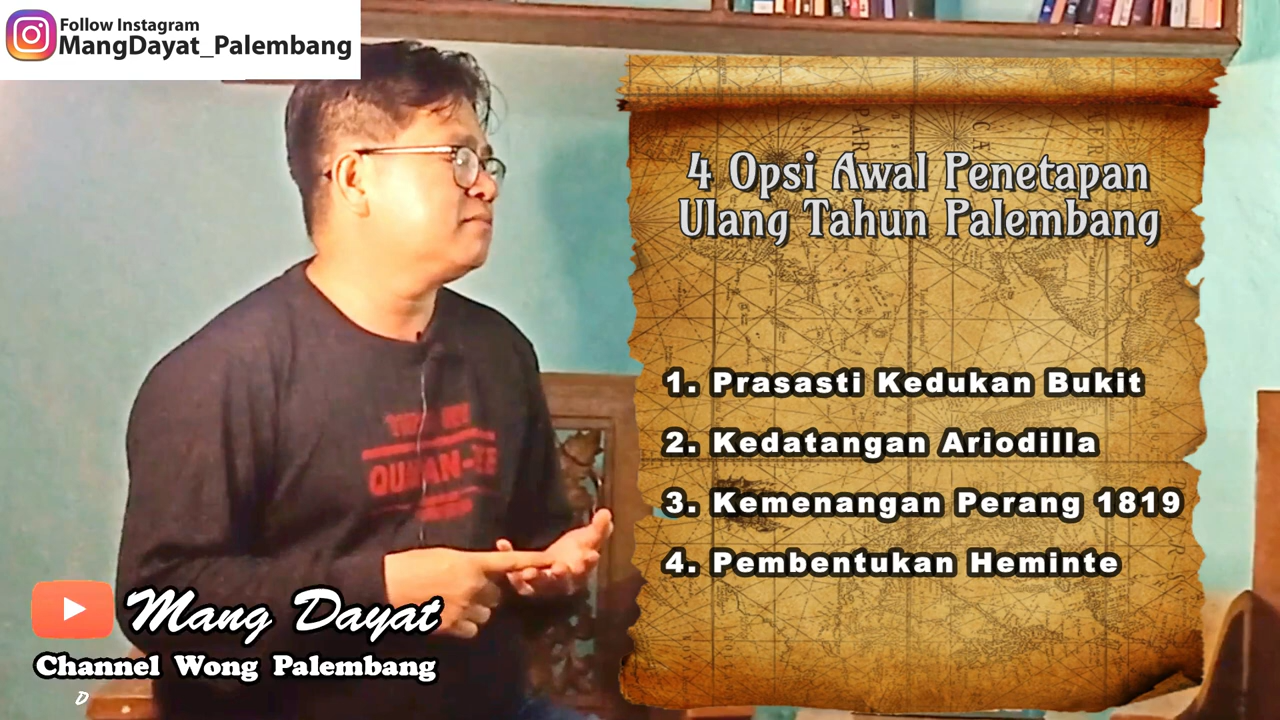 Follow Instagram
MangDayat_Palembang
4 Opsi Awal Penetapan
Ulang Tahun Palembang
1. Prasasti Kedukan Bukit
2. Kedatangan Ariodilla
3. Kemenangan Perang 1819
4. Pembentukan Heminte
Mang Dayat
Channel Wong Palembang
D